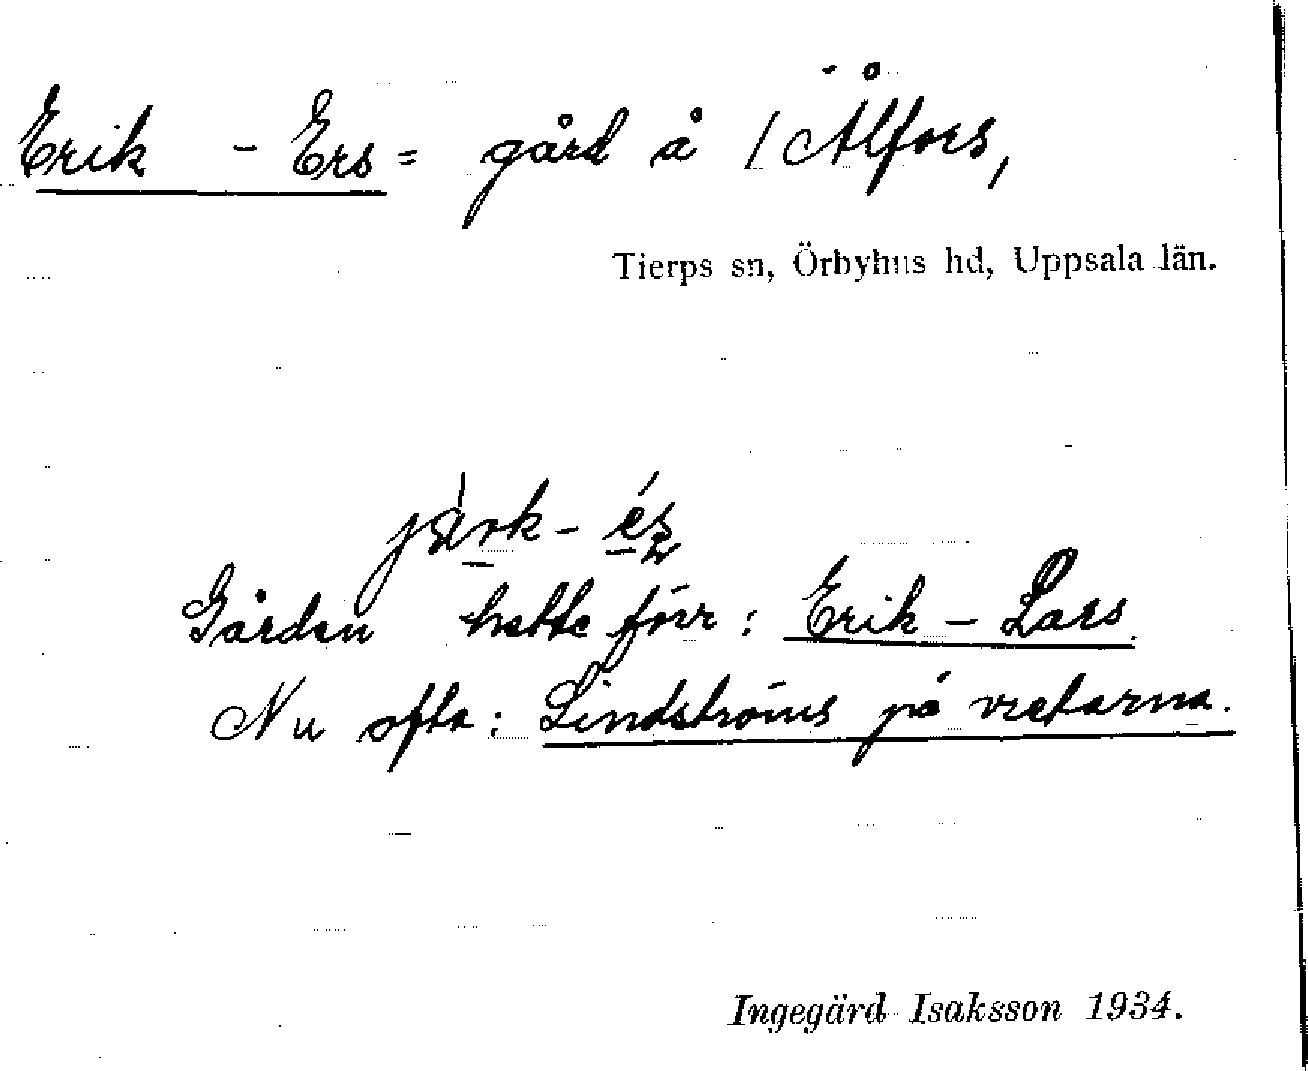 Erik - Ers = gård å / Ålfors,
Tierps sn, Örbyhus hd, Uppsala län.
järk - és
Gården hette förr : Erik - Lars.
Nu ofta : Lindströms på vretarna.
Ingegärd Isaksson 1934.